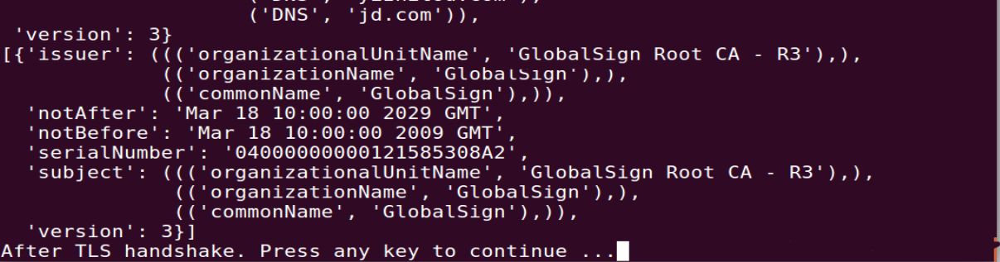 ('DNS', 'jd.com')),
'version': 3}
[{'issuer': ((('organizationalUnitName', 'GlobalSign Root CA - R3'),),
(('organizationName', 'GlobalSign'),),
(('commonName', 'GlobalSign'),)),
'notAfter': 'Mar 18 10:00:00 2029 GMT',
'notBefore': 'Mar 18 10:00:00 2009 GMT',
'serialNumber': '04000000000121585308A2',
'subject': ((('organizationalUnitName', 'GlobalSign Root CA - R3'),),
(('organizationName', 'GlobalSign'),),
(('commonName', 'GlobalSign'),)),
'version': 3}]
After TLS handshake. Press any key to continue ...